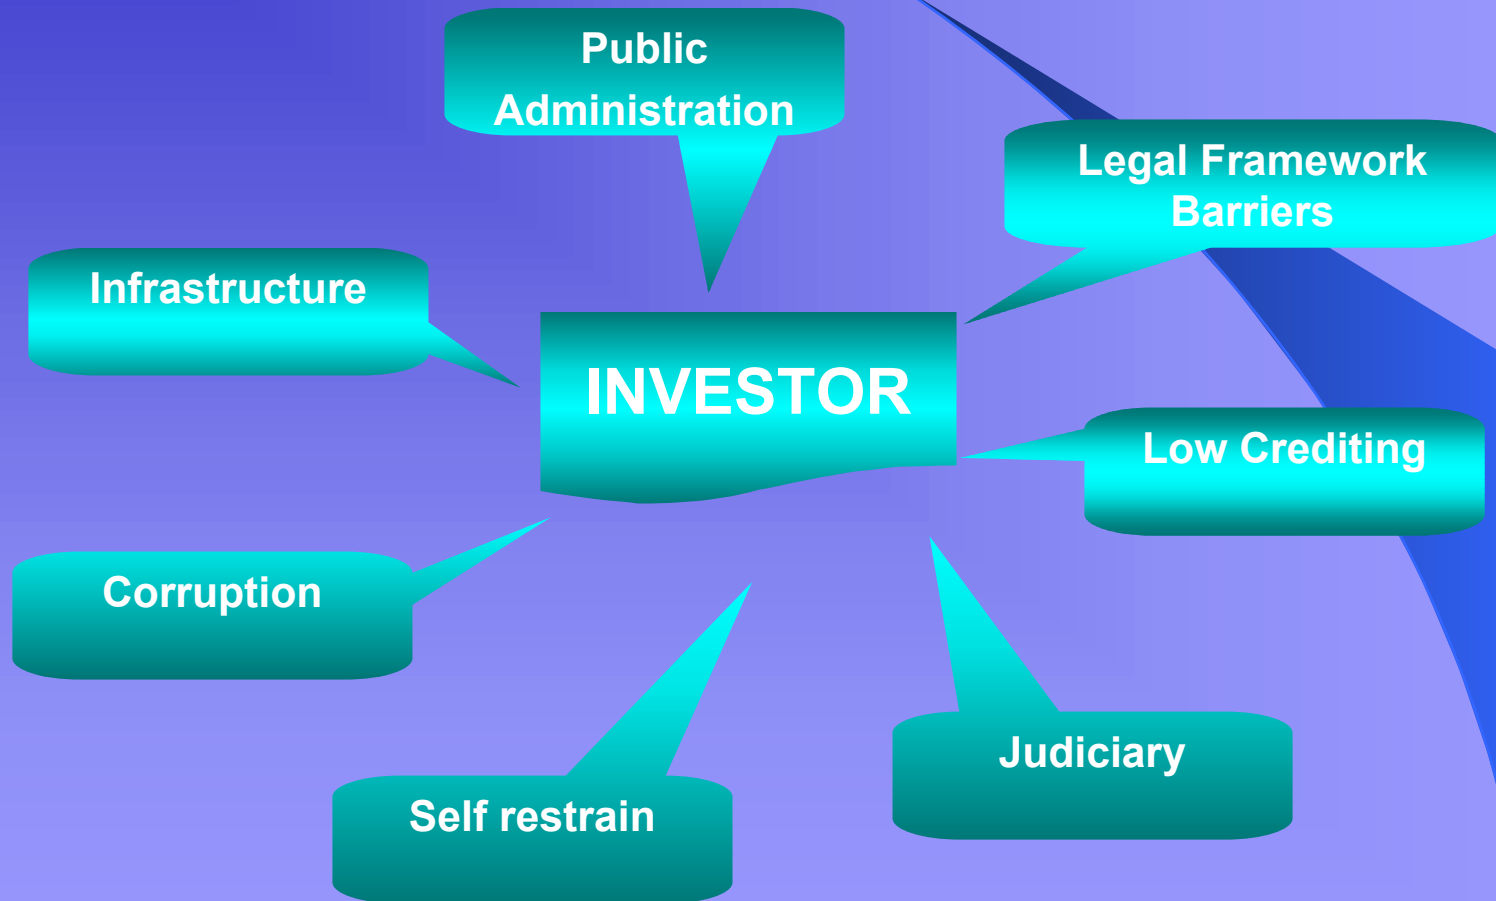 Public
Administration
Legal Framework
Barriers
Infrastructure
INVESTOR
Low Crediting
Corruption
Judiciary
Self restrain